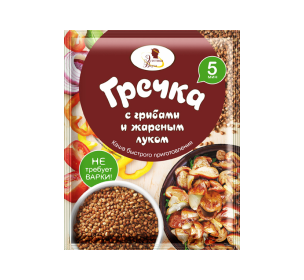 5
мин
Гречка
с грибами
и жареным
луком
Каша быстрого приготовления
НЕ
требует
ВАРКИ!